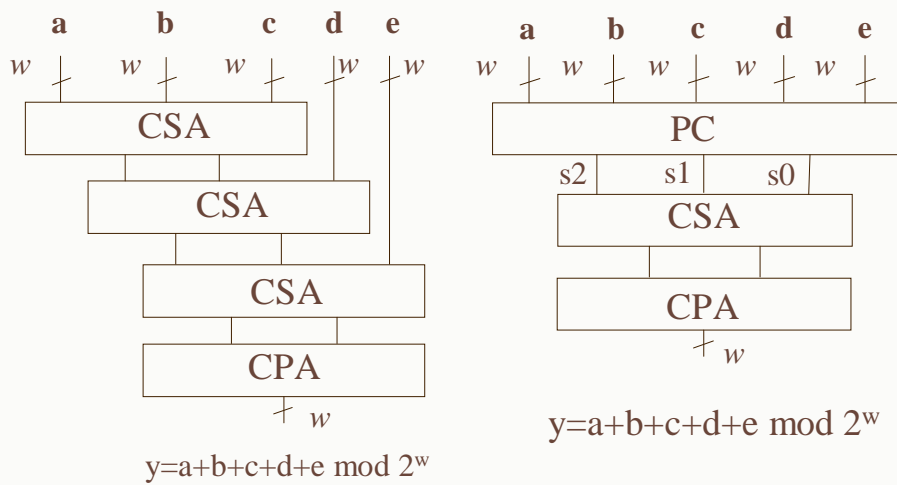 a b c d e
w w w w w
CSA
CSA
CSA
CPA
w
y=a+b+c+d+e mod 2ʷ
a b c d e
w w w w w
PC
s2 s1 s0
CSA
CPA
w
y=a+b+c+d+e mod 2ʷ